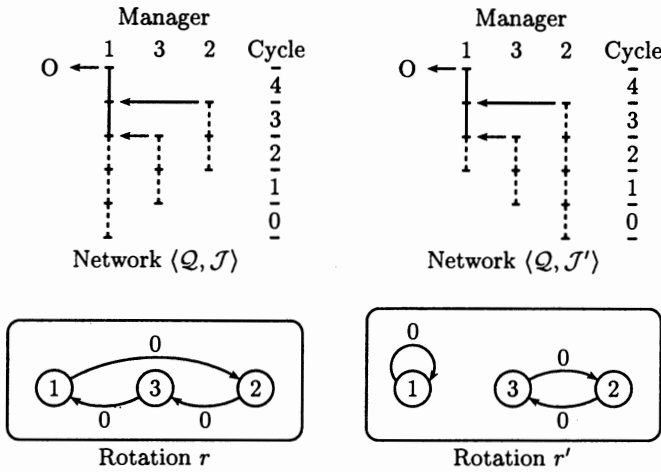 Manager
1 3 2 Cycle
O
4
3
2
1
0
Network ⟨𝒬, 𝒥⟩
Manager
1 3 2 Cycle
O
4
3
2
1
0
Network ⟨𝒬, 𝒥′⟩
0
1 3 2
0 0
Rotation r
0
1
0
3 2
0
Rotation r′